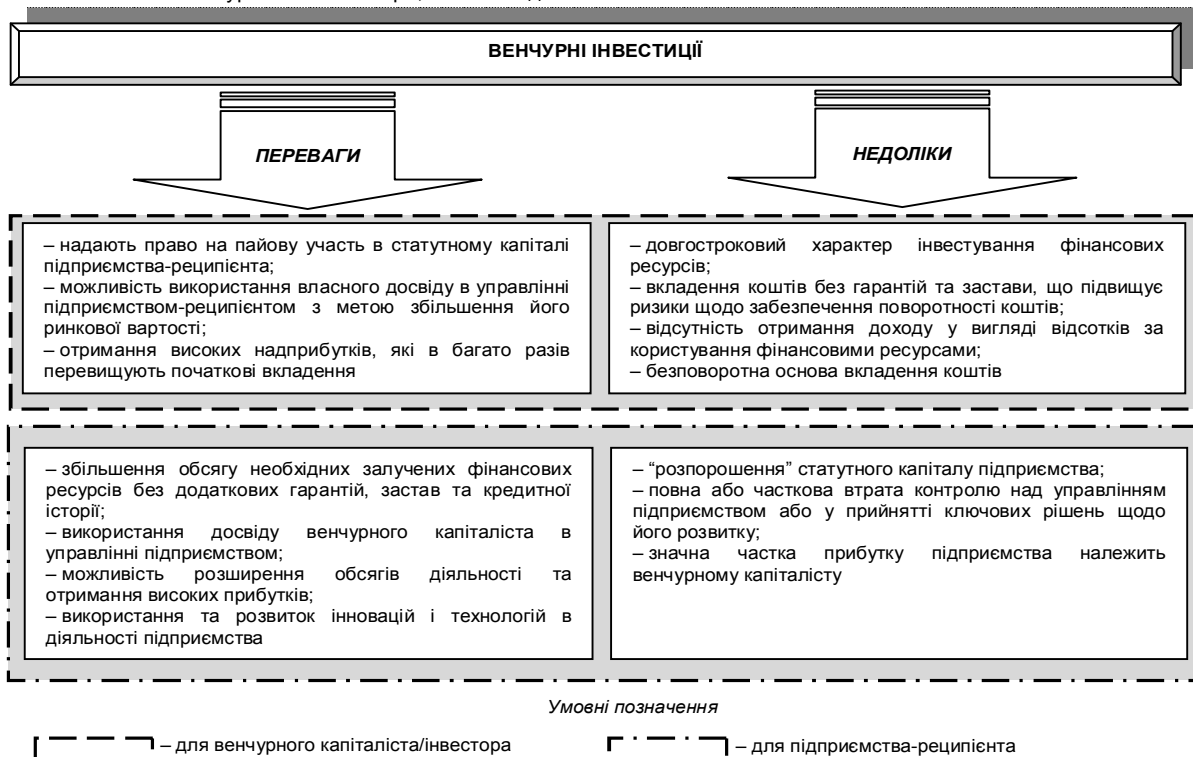 ВЕНЧУРНІ ІНВЕСТИЦІЇ
ПЕРЕВАГИ
НЕДОЛІКИ
– надають право на пайову участь в статутному капіталі
підприємства-реципієнта;
– можливість використання власного досвіду в управлінні
підприємством-реципієнтом з метою збільшення його
ринкової вартості;
– отримання високих надприбутків, які в багато разів
перевищують початкові вкладення
– довгостроковий характер інвестування фінансових
ресурсів;
– вкладення коштів без гарантій та застави, що підвищує
ризики щодо забезпечення поворотності коштів;
– відсутність отримання доходу у вигляді відсотків за
користування фінансовими ресурсами;
– безповоротна основа вкладення коштів
– збільшення обсягу необхідних залучених фінансових
ресурсів без додаткових гарантій, застав та кредитної
історії;
– використання досвіду венчурного капіталіста в
управлінні підприємством;
– можливість розширення обсягів діяльності та
отримання високих прибутків;
– використання та розвиток інновацій і технологій в
діяльності підприємства
– “розпорошення” статутного капіталу підприємства;
– повна або часткова втрата контролю над управлінням
підприємством або у прийнятті ключових рішень щодо
його розвитку;
– значна частка прибутку підприємства належить
венчурному капіталісту
Умовні позначення
– для венчурного капіталіста/інвестора
– для підприємства-реципієнта